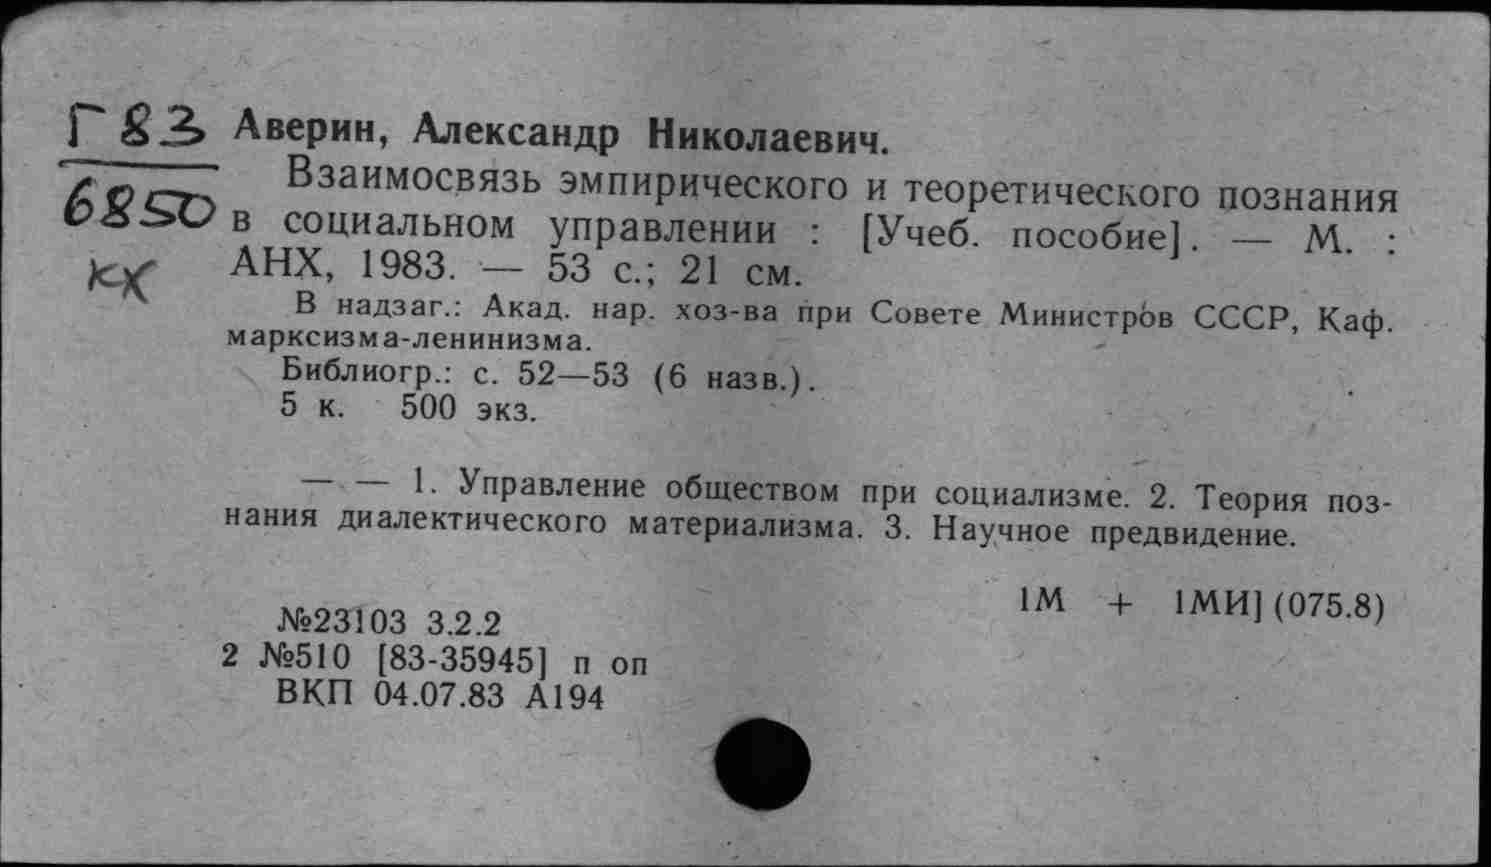 Г 83 Аверин, Александр Николаевич.
6850 Взаимосвязь эмпирического и теоретического познания
в социальном управлении : [Учеб. пособие]. — М. :
кх АНХ, 1983. — 53 с.; 21 см.
В надзаг.: Акад. нар. хоз-ва при Совете Министров СССР, Каф.
марксизма-ленинизма.
Библиогр.: с. 52—53 (6 назв.).
5 к. 500 экз.
— — 1. Управление обществом при социализме. 2. Теория поз-
нания диалектического материализма. 3. Научное предвидение.
1М + 1МИ] (075.8)
№23103 3.2.2
2 №510 [83-35945] п оп
ВКП 04.07.83 А194